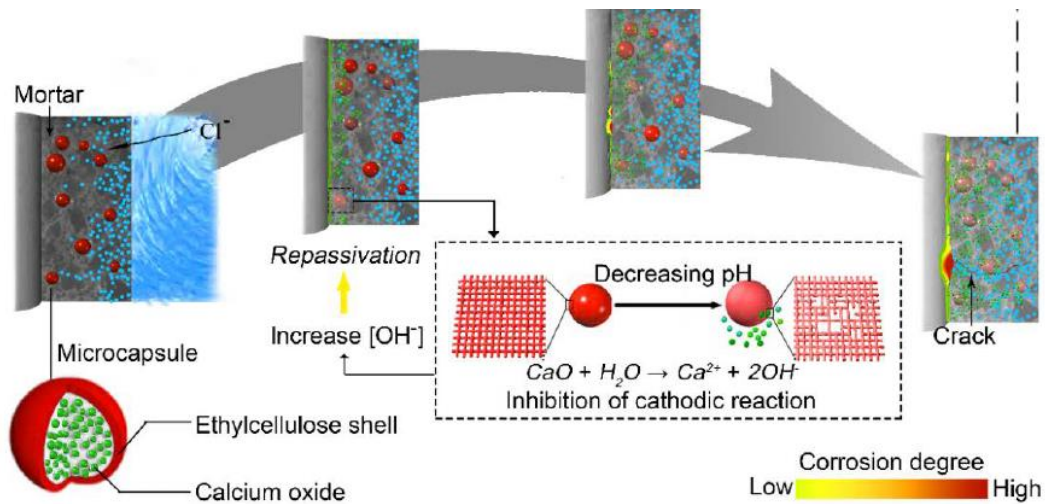 Mortar
Cl⁻
Repassivation
Increase [OH⁻]
Decreasing pH
CaO + H₂O → Ca²⁺ + 2OH⁻
Inhibition of cathodic reaction
Crack
Microcapsule
Ethylcellulose shell
Calcium oxide
Corrosion degree
Low High